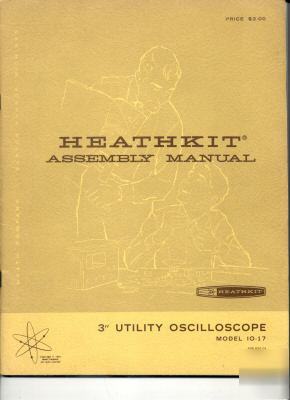 PRICE $2.00
HEATHKIT®
ASSEMBLY MANUAL
HEATHKIT
3" UTILITY OSCILLOSCOPE
MODEL IO-17